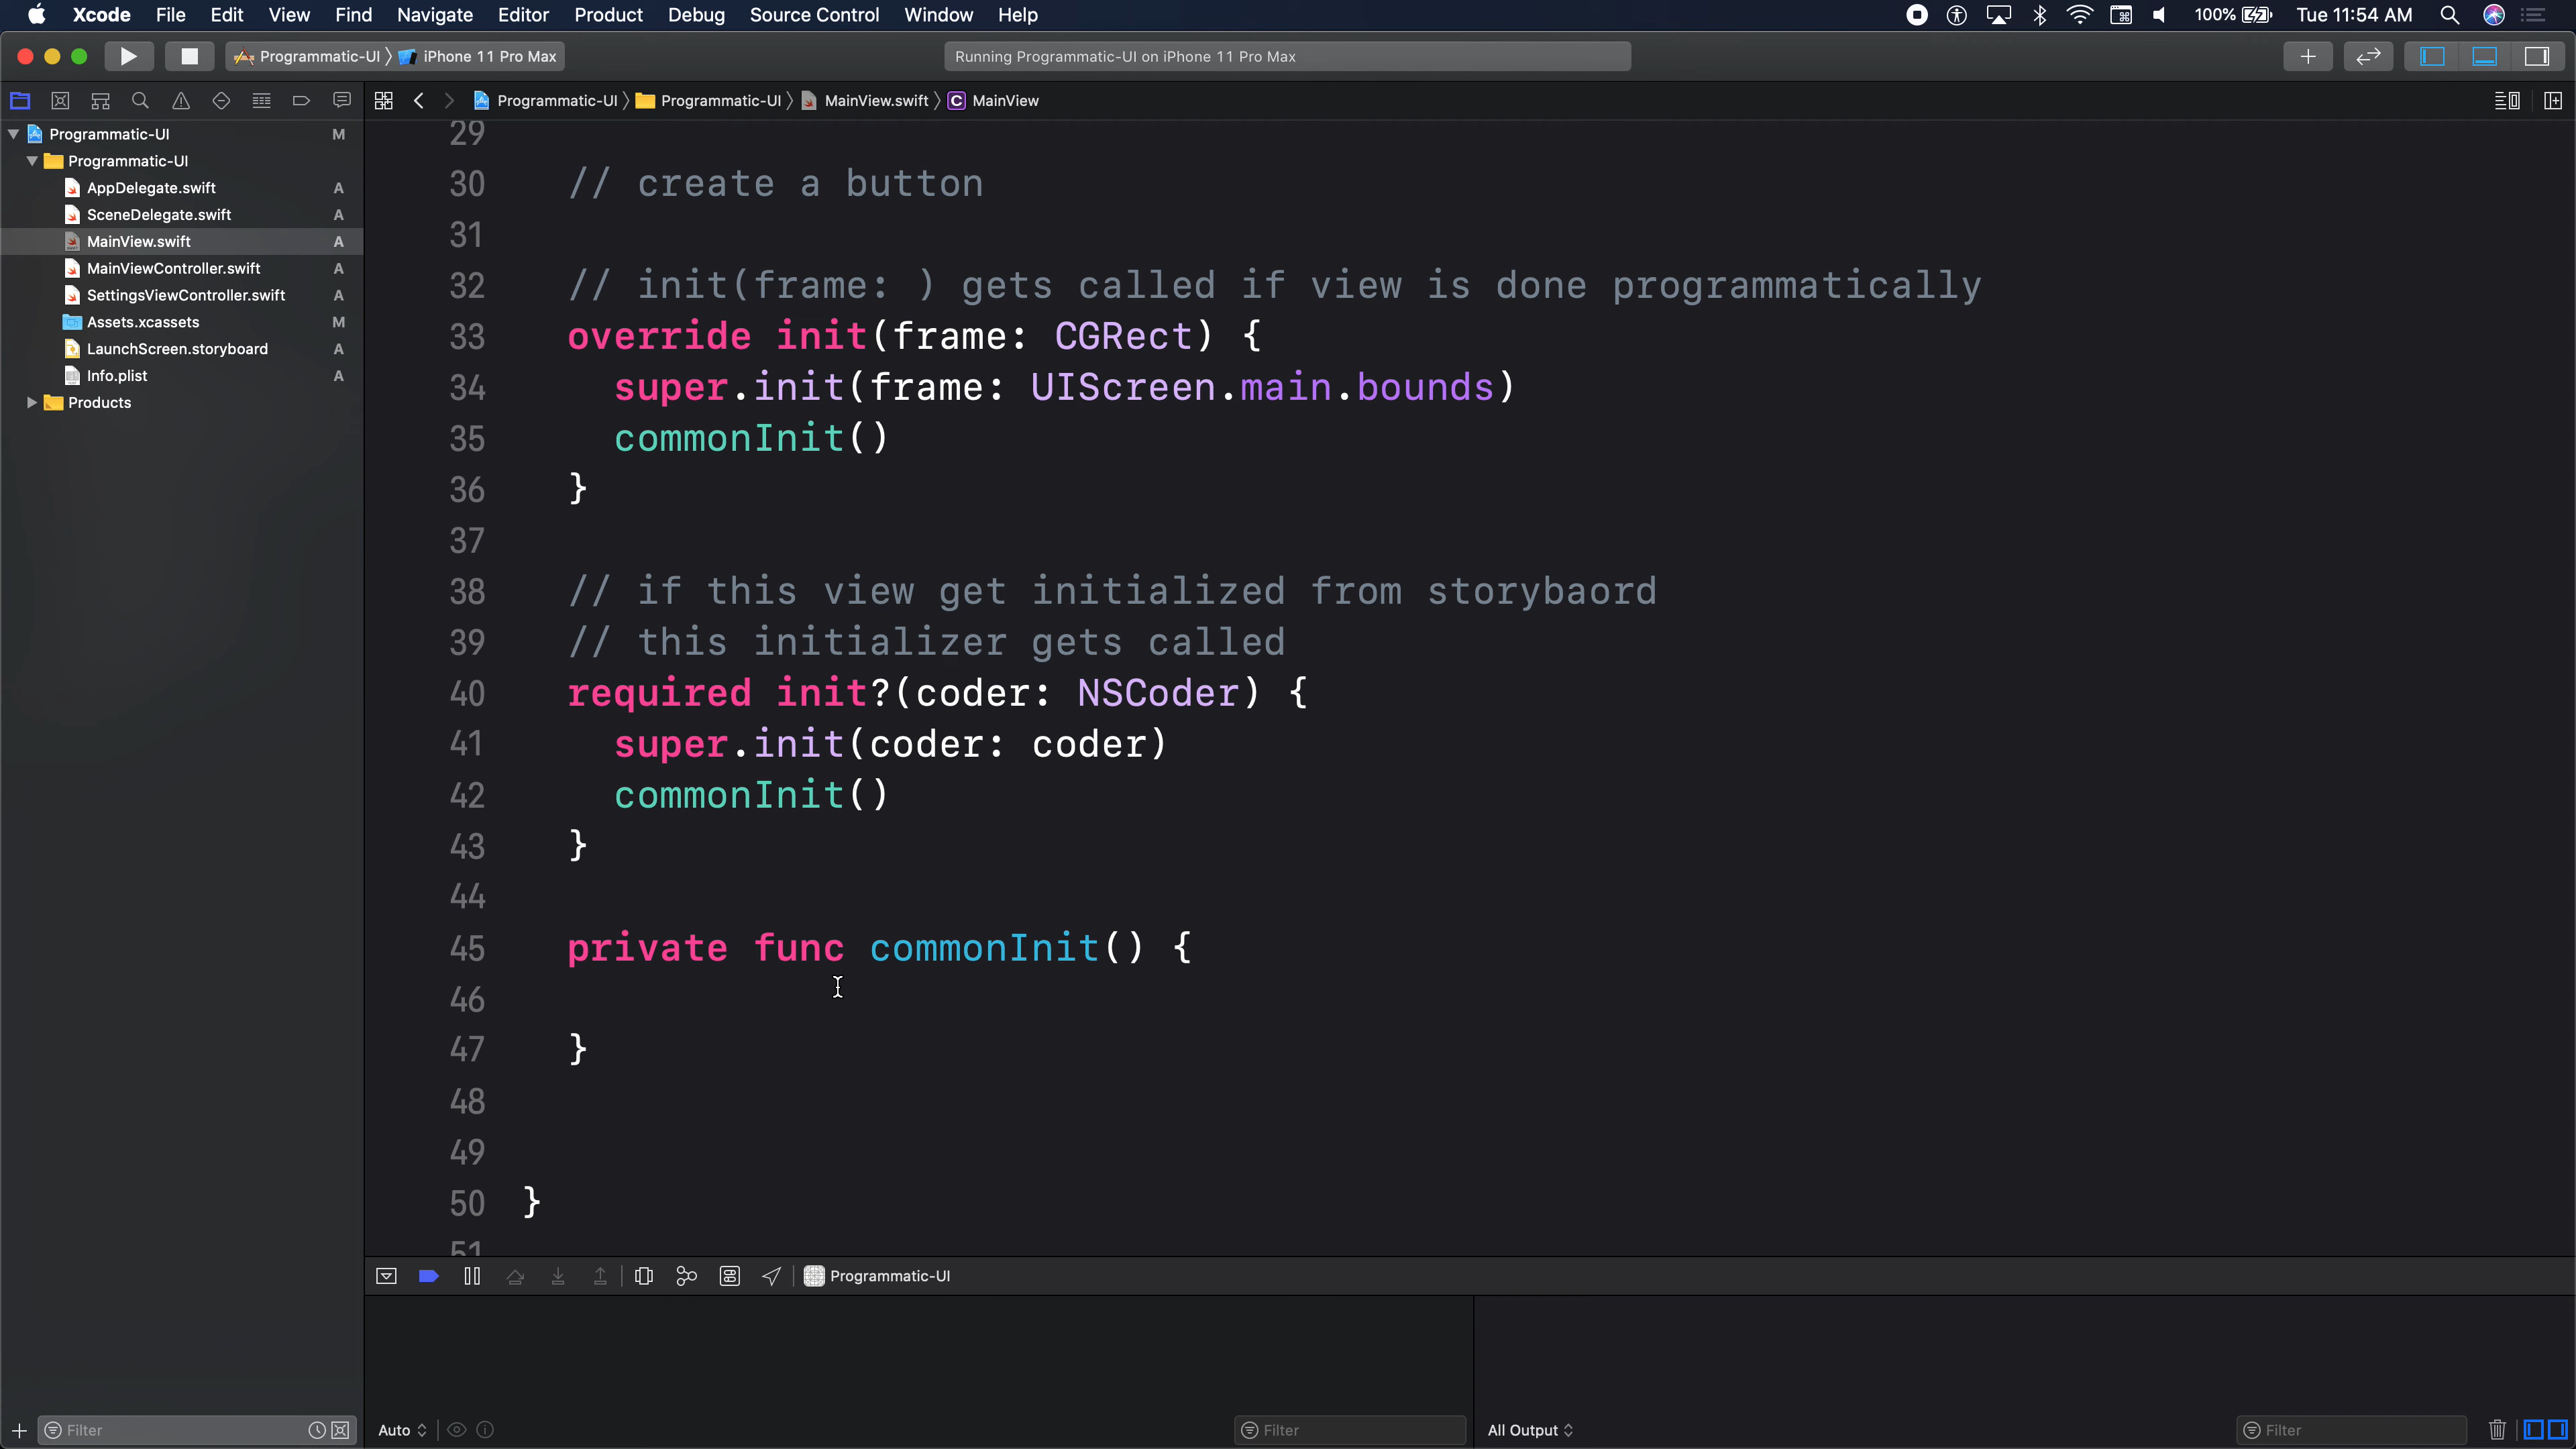 Xcode File Edit View Find Navigate Editor Product Debug Source Control Window Help 100% Tue 11:54 AM
Programmatic-UI iPhone 11 Pro Max Running Programmatic-UI on iPhone 11 Pro Max
Programmatic-UI Programmatic-UI MainView.swift C MainView
Programmatic-UI M
Programmatic-UI
AppDelegate.swift A
SceneDelegate.swift A
MainView.swift A
MainViewController.swift A
SettingsViewController.swift A
Assets.xcassets M
LaunchScreen.storyboard A
Info.plist A
Products
29
30 // create a button
31
32 // init(frame: ) gets called if view is done programmatically
33 override init(frame: CGRect) {
34 super.init(frame: UIScreen.main.bounds)
35 commonInit()
36 }
37
38 // if this view get initialized from storybaord
39 // this initializer gets called
40 required init?(coder: NSCoder) {
41 super.init(coder: coder)
42 commonInit()
43 }
44
45 private func commonInit() {
46
47 }
48
49
50 }
51
Programmatic-UI
Filter Auto Filter All Output Filter